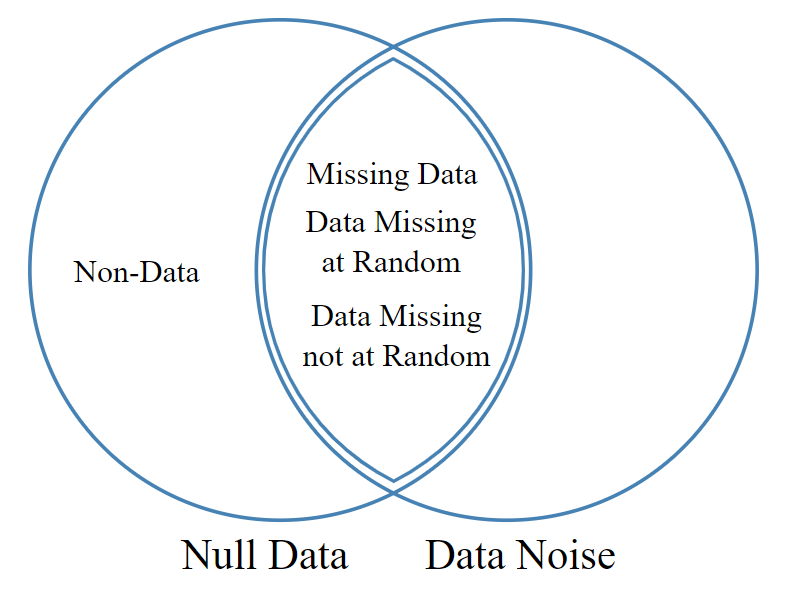 Missing Data
Data Missing
at Random
Non-Data
Data Missing
not at Random
Null Data
Data Noise